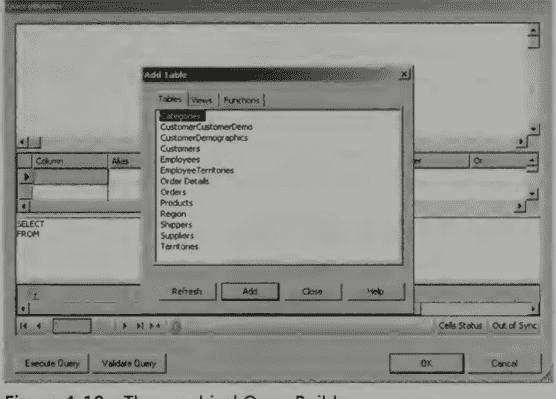 Add Table
Tables Views Functions
Categories
CustomerCustomerDemo
CustomerDemographics
Customers
Employees
EmployeeTerritories
Order Details
Orders
Products
Region
Shippers
Suppliers
Territories
Column Alias Or
SELECT
FROM
Refresh Add Close Help
Cells Status Out of Sync
Execute Query Validate Query OK Cancel